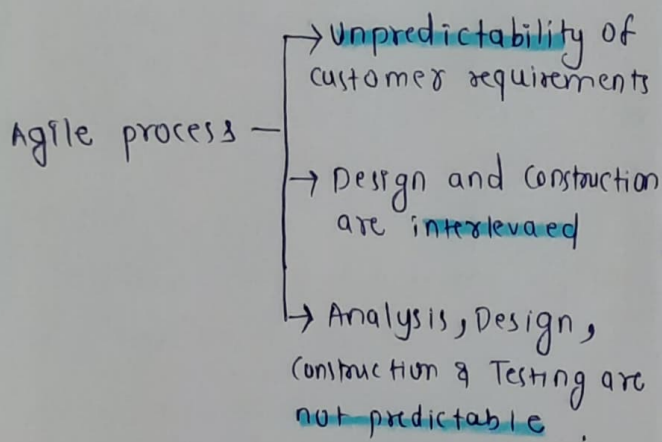 Agile process
→ Unpredictability of
customer requirements
→ Design and construction
are interlevaed
→ Analysis, Design,
Construction & Testing are
not predictable.